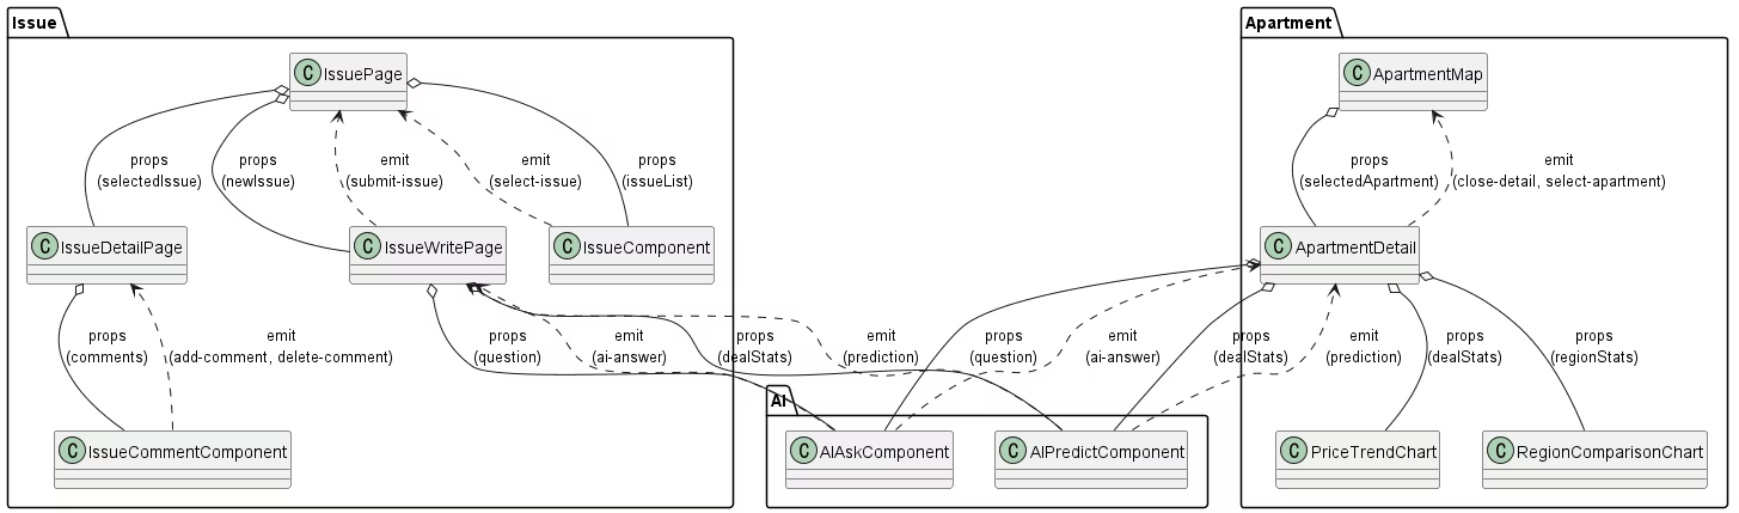 Issue
Apartment
C IssuePage
C ApartmentMap
props
(selectedIssue)
props
(newIssue)
emit
(submit-issue)
emit
(select-issue)
props
(issueList)
props
(selectedApartment)
emit
(close-detail, select-apartment)
C IssueDetailPage
C IssueWritePage
C IssueComponent
C ApartmentDetail
props
(comments)
emit
(add-comment, delete-comment)
props
(question)
emit
(ai-answer)
props
(dealStats)
emit
(prediction)
props
(question)
emit
(ai-answer)
props
(dealStats)
emit
(prediction)
props
(dealStats)
props
(regionStats)
AI
C IssueCommentComponent
C AIAskComponent
C AIPredictComponent
C PriceTrendChart
C RegionComparisonChart